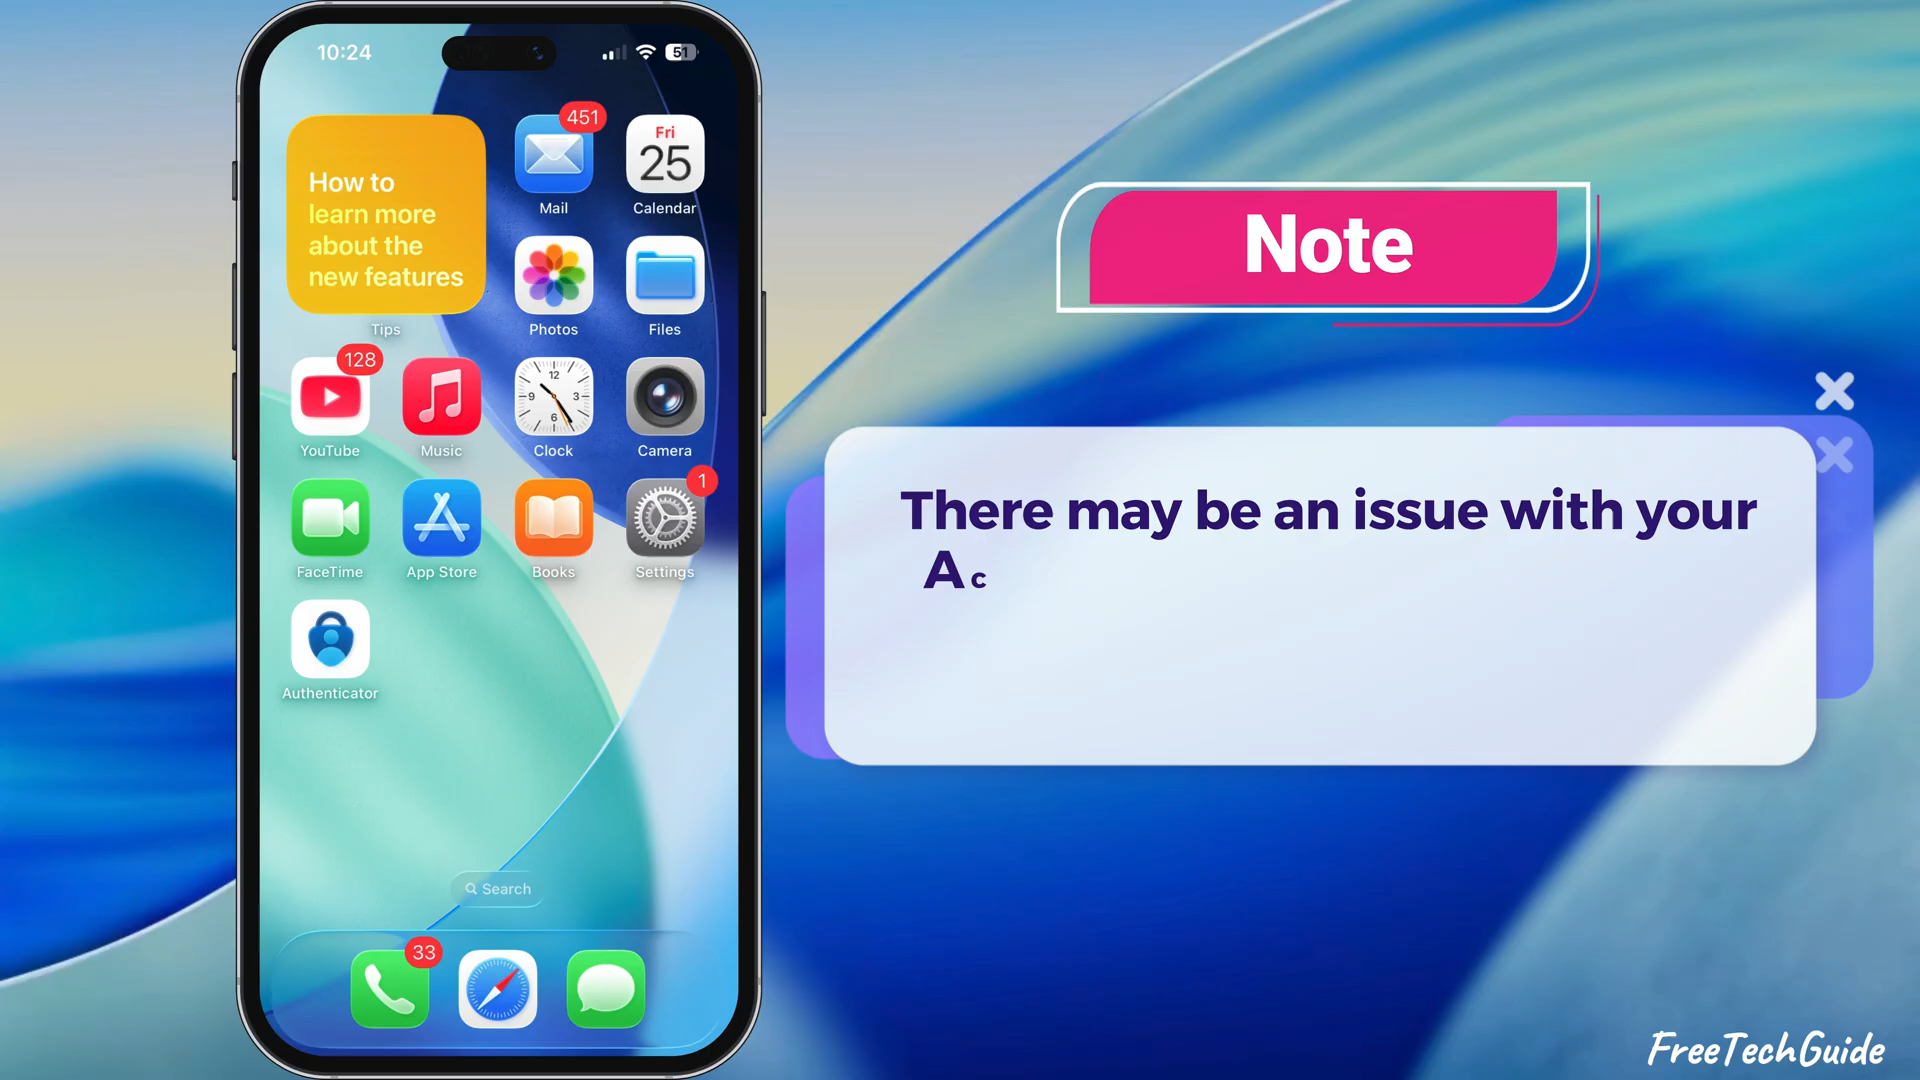 10:24
51
How to
learn more
about the
new features
Tips
451
Mail
Fri
25
Calendar
Photos
Files
128
YouTube
Music
12
9
3
6
Clock
Camera
FaceTime
App Store
Books
1
Settings
Authenticator
Search
33
Note
There may be an issue with your
Ac
FreeTechGuide